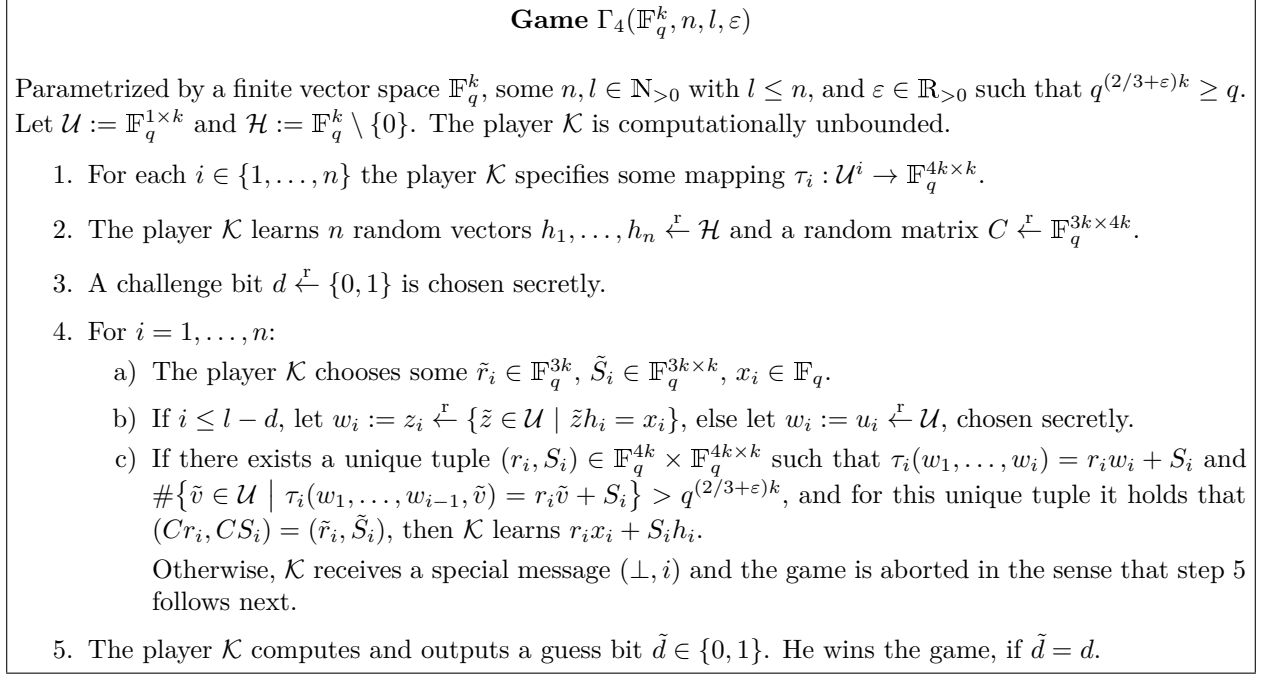 Game Γ₄(𝔽_q^k, n, l, ε)
Parametrized by a finite vector space 𝔽_q^k, some n, l ∈ ℕ_{>0} with l ≤ n, and ε ∈ ℝ_{>0} such that q^{(2/3+ε)k} ≥ q.
Let 𝒰 := 𝔽_q^{1×k} and ℋ := 𝔽_q^k \ {0}. The player 𝒦 is computationally unbounded.
1. For each i ∈ {1, . . . , n} the player 𝒦 specifies some mapping τ_i : 𝒰^i → 𝔽_q^{4k×k}.
2. The player 𝒦 learns n random vectors h_1, . . . , h_n ←^r ℋ and a random matrix C ←^r 𝔽_q^{3k×4k}.
3. A challenge bit d ←^r {0, 1} is chosen secretly.
4. For i = 1, . . . , n:
a) The player 𝒦 chooses some r̃_i ∈ 𝔽_q^{3k}, S̃_i ∈ 𝔽_q^{3k×k}, x_i ∈ 𝔽_q.
b) If i ≤ l − d, let w_i := z_i ←^r {z̃ ∈ 𝒰 | z̃h_i = x_i}, else let w_i := u_i ←^r 𝒰, chosen secretly.
c) If there exists a unique tuple (r_i, S_i) ∈ 𝔽_q^{4k} × 𝔽_q^{4k×k} such that τ_i(w_1, . . . , w_i) = r_i w_i + S_i and
#{ṽ ∈ 𝒰 | τ_i(w_1, . . . , w_{i−1}, ṽ) = r_i ṽ + S_i} > q^{(2/3+ε)k}, and for this unique tuple it holds that
(Cr_i, CS_i) = (r̃_i, S̃_i), then 𝒦 learns r_i x_i + S_i h_i.
Otherwise, 𝒦 receives a special message (⊥, i) and the game is aborted in the sense that step 5
follows next.
5. The player 𝒦 computes and outputs a guess bit d̃ ∈ {0, 1}. He wins the game, if d̃ = d.